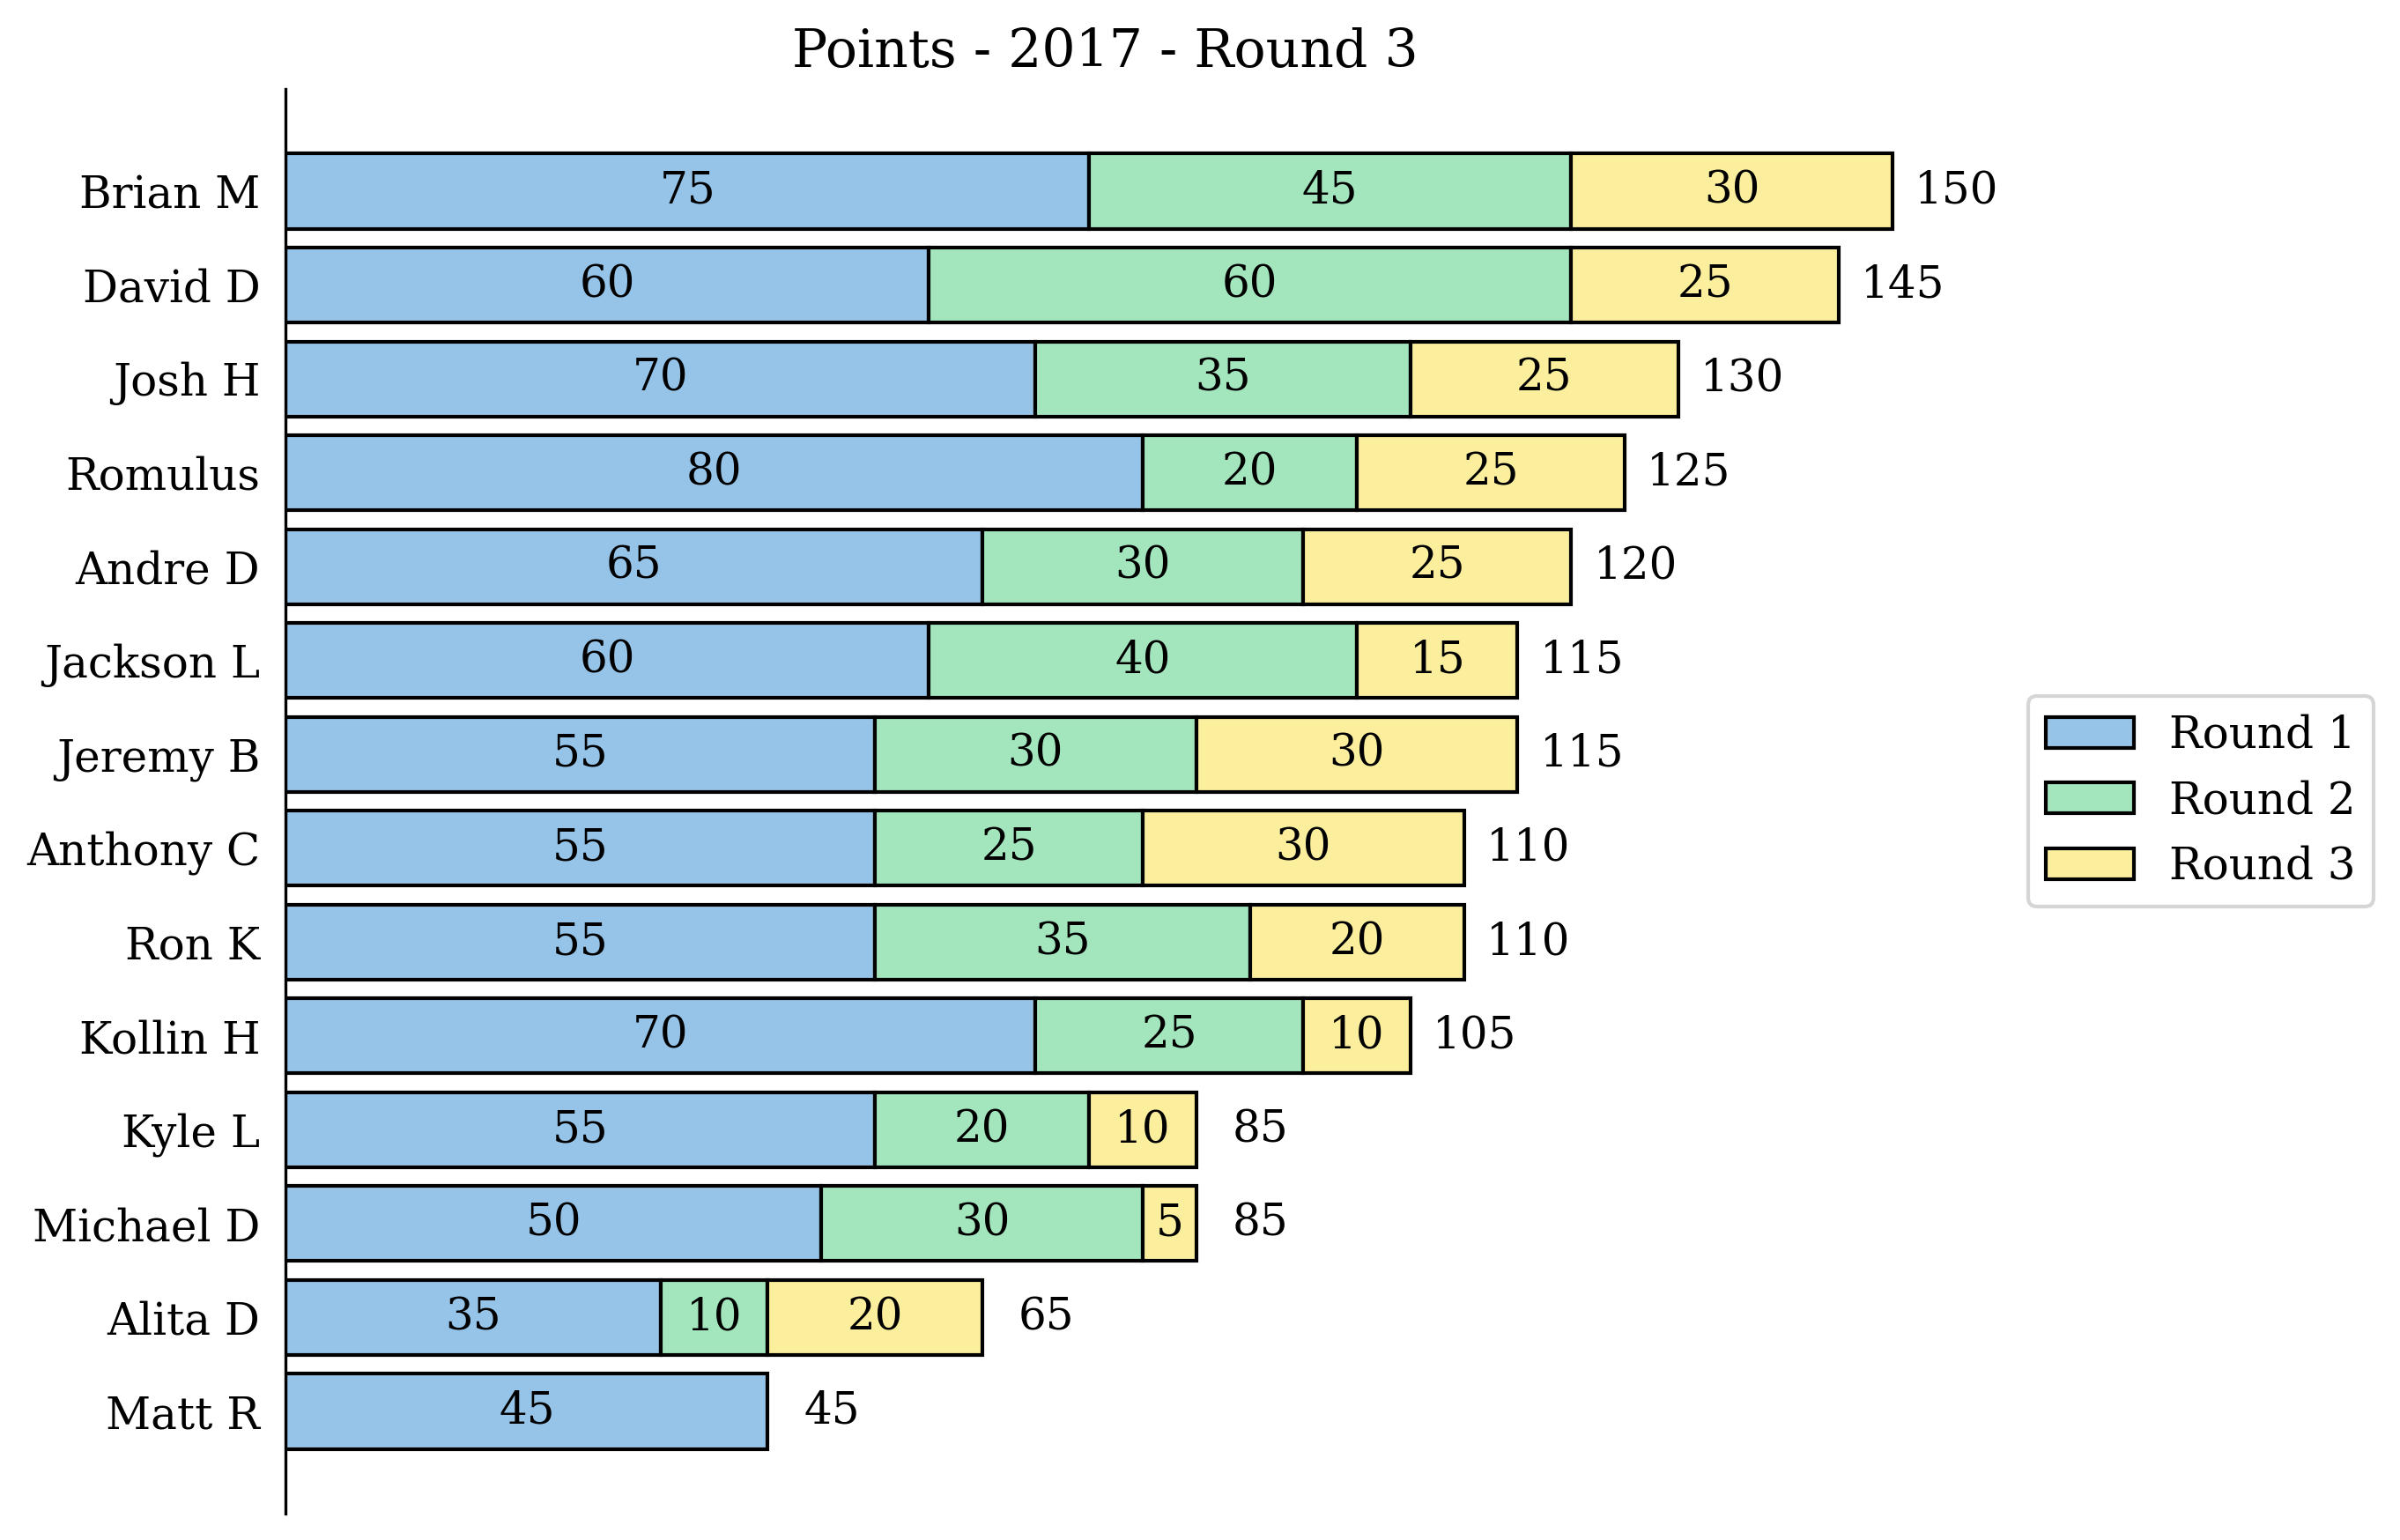 Points - 2017 - Round 3
Brian M 75 45 30 150
David D 60 60 25 145
Josh H 70 35 25 130
Romulus 80 20 25 125
Andre D 65 30 25 120
Jackson L 60 40 15 115
Jeremy B 55 30 30 115
Anthony C 55 25 30 110
Ron K 55 35 20 110
Kollin H 70 25 10 105
Kyle L 55 20 10 85
Michael D 50 30 5 85
Alita D 35 10 20 65
Matt R 45 45
Round 1
Round 2
Round 3